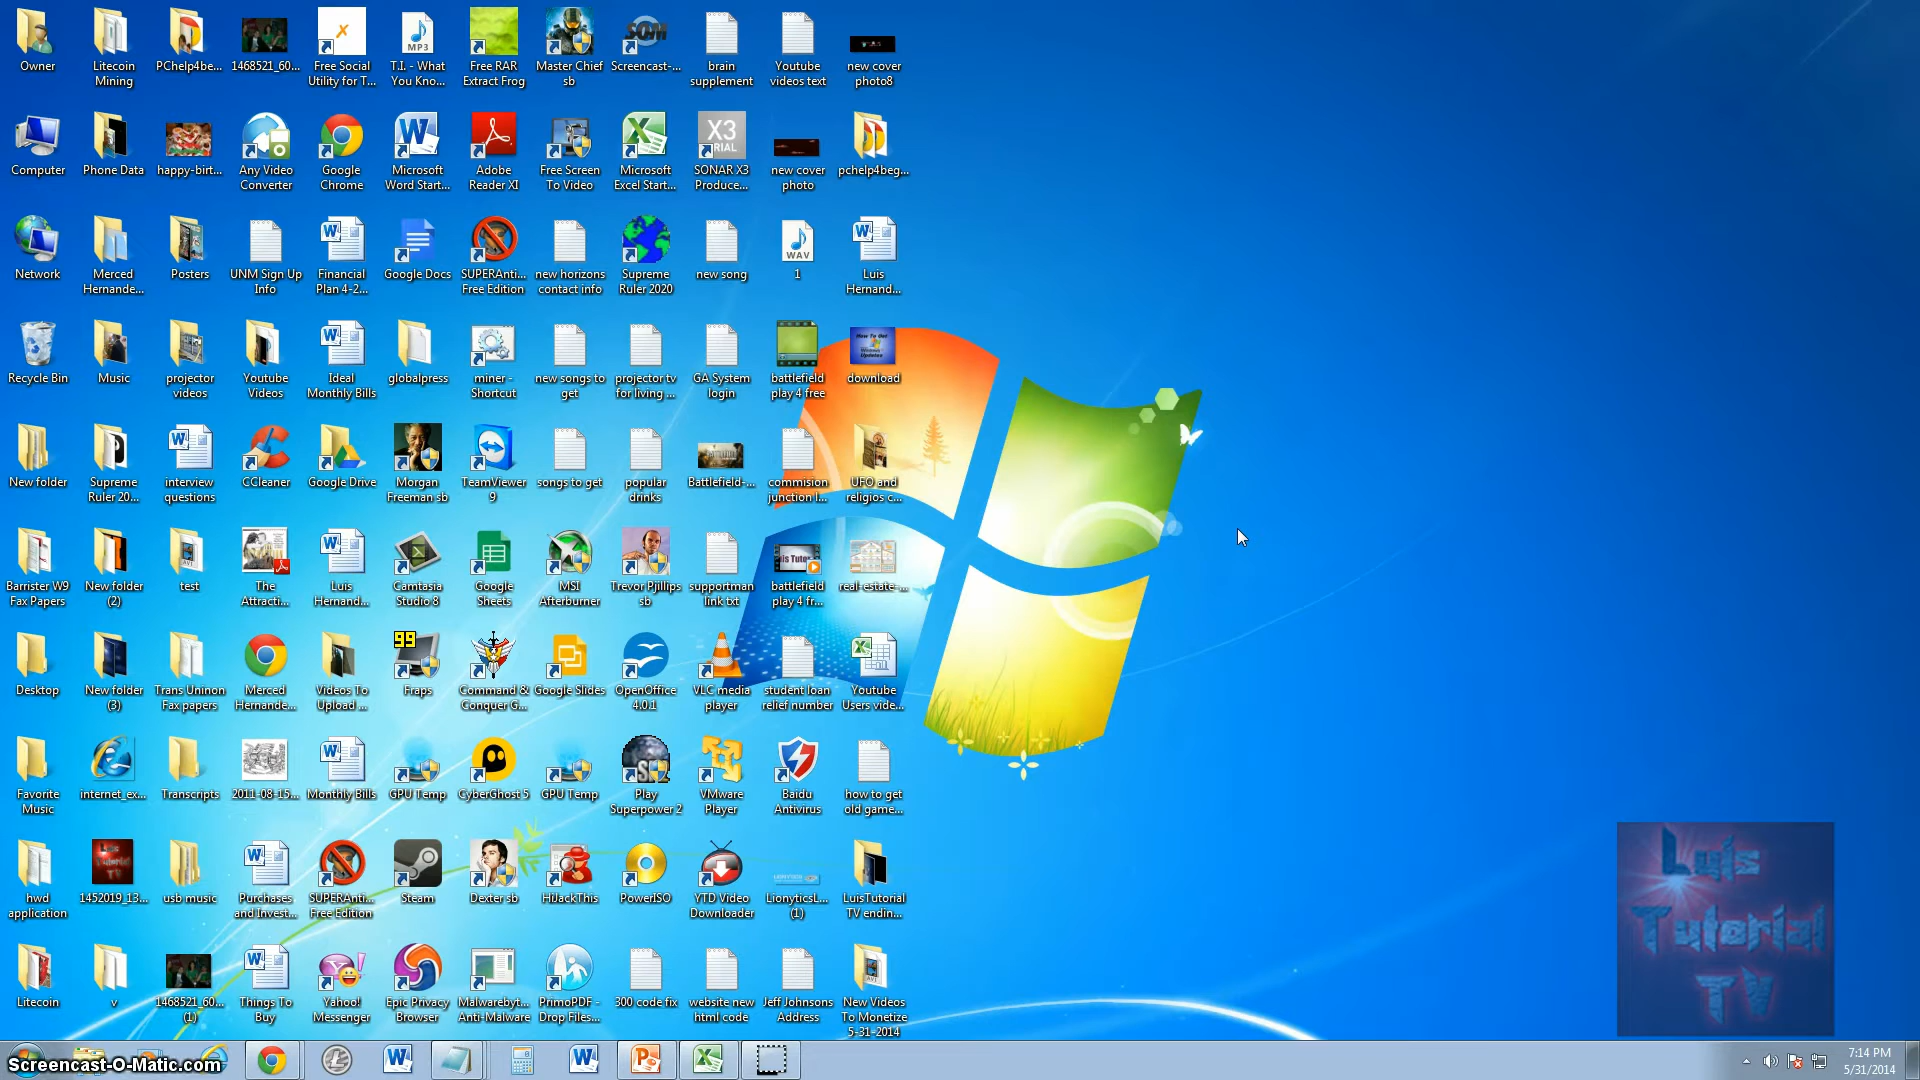 Owner
Litecoin
Mining
PChelp4be...
1468521_60...
Free Social
Utility for T...
T.I. - What
You Kno...
Free RAR
Extract Frog
Master Chief
sb
Screencast-...
brain
supplement
Youtube
videos text
new cover
photo8
Computer
Phone Data
happy-birt...
Any Video
Converter
Google
Chrome
Microsoft
Word Start...
Adobe
Reader XI
Free Screen
To Video
Microsoft
Excel Start...
SONAR X3
Produce...
new cover
photo
pchelp4beg...
Network
Merced
Hernande...
Posters
UNM Sign Up
Info
Financial
Plan 4-2...
Google Docs
SUPERAnti...
Free Edition
new horizons
contact info
Supreme
Ruler 2020
new song
1
Luis
Hernand...
Recycle Bin
Music
projector
videos
Youtube
Videos
Ideal
Monthly Bills
globalpress
miner -
Shortcut
new songs to
get
projector tv
for living ...
GA System
login
battlefield
play 4 free
download
New folder
Supreme
Ruler 20...
interview
questions
CCleaner
Google Drive
Morgan
Freeman sb
TeamViewer
9
songs to get
popular
drinks
Battlefield-...
commision
junction l...
UFO and
religios c...
Barrister W9
Fax Papers
New folder
(2)
test
The
Attracti...
Luis
Hernand...
Camtasia
Studio 8
Google
Sheets
MSI
Afterburner
Trevor Pjillips
sb
supportman
link txt
battlefield
play 4 fr...
real-estate-...
Desktop
New folder
(3)
Trans Uninon
Fax papers
Merced
Hernande...
Videos To
Upload ...
99
Fraps
Command &
Conquer G...
Google Slides
OpenOffice
4.0.1
VLC media
player
student loan
relief number
Youtube
Users vide...
Favorite
Music
internet_ex...
Transcripts
2011-08-15...
Monthly Bills
GPU Temp
CyberGhost 5
GPU Temp
Play
Superpower 2
VMware
Player
Baidu
Antivirus
how to get
old game...
hwd
application
1452019_13...
usb music
Purchases
and Invest...
SUPERAnti...
Free Edition
Steam
Dexter sb
HiJackThis
PowerISO
YTD Video
Downloader
LionyticsL...
(1)
LuisTutorial
TV endin...
Litecoin
v
1468521_60...
(1)
Things To
Buy
Yahoo!
Messenger
Epic Privacy
Browser
Malwarebyt...
Anti-Malware
PrimoPDF -
Drop Files...
300 code fix
website new
html code
Jeff Johnsons
Address
New Videos
To Monetize
5-31-2014
Luis
Tutorial
TV
Screencast-O-Matic.com
7:14 PM
5/31/2014